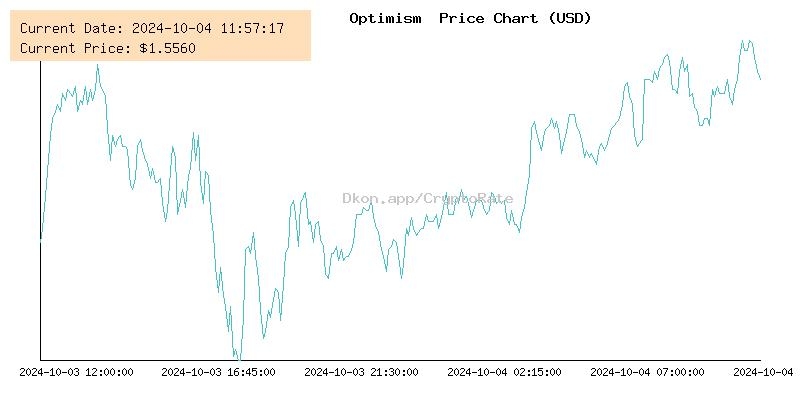 Optimism  Price Chart (USD)
Current Date: 2024-10-04 11:57:17
Current Price: $1.5560
Dkon.app/CryptoRate
2024-10-03 12:00:00 2024-10-03 16:45:00 2024-10-03 21:30:00 2024-10-04 02:15:00 2024-10-04 07:00:00 2024-10-04